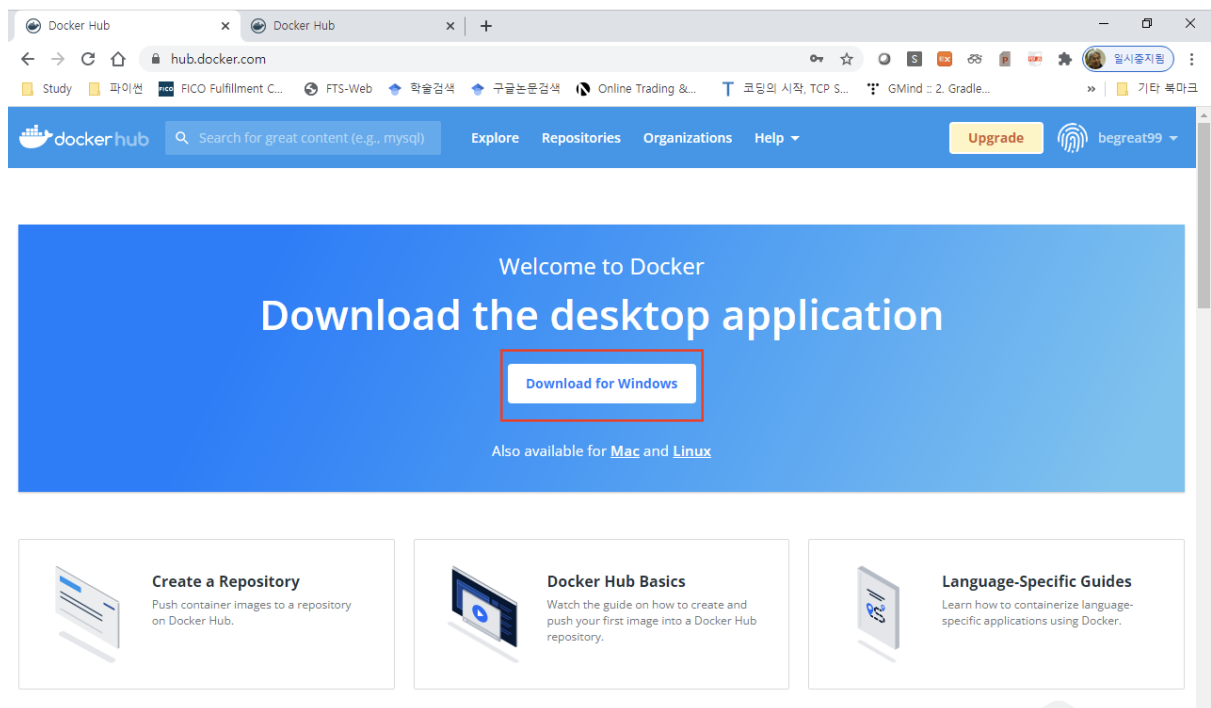 Docker Hub
Docker Hub
hub.docker.com
일시중지됨
Study
파이썬
FICO Fulfillment C...
FTS-Web
학술검색
구글논문검색
Online Trading &...
코딩의 시작, TCP S...
GMind :: 2. Gradle...
»
기타 북마크
docker hub
Search for great content (e.g., mysql)
Explore
Repositories
Organizations
Help
Upgrade
begreat99
Welcome to Docker
Download the desktop application
Download for Windows
Also available for Mac and Linux
Create a Repository
Push container images to a repository
on Docker Hub.
Docker Hub Basics
Watch the guide on how to create and
push your first image into a Docker Hub
repository.
Language-Specific Guides
Learn how to containerize language-
specific applications using Docker.